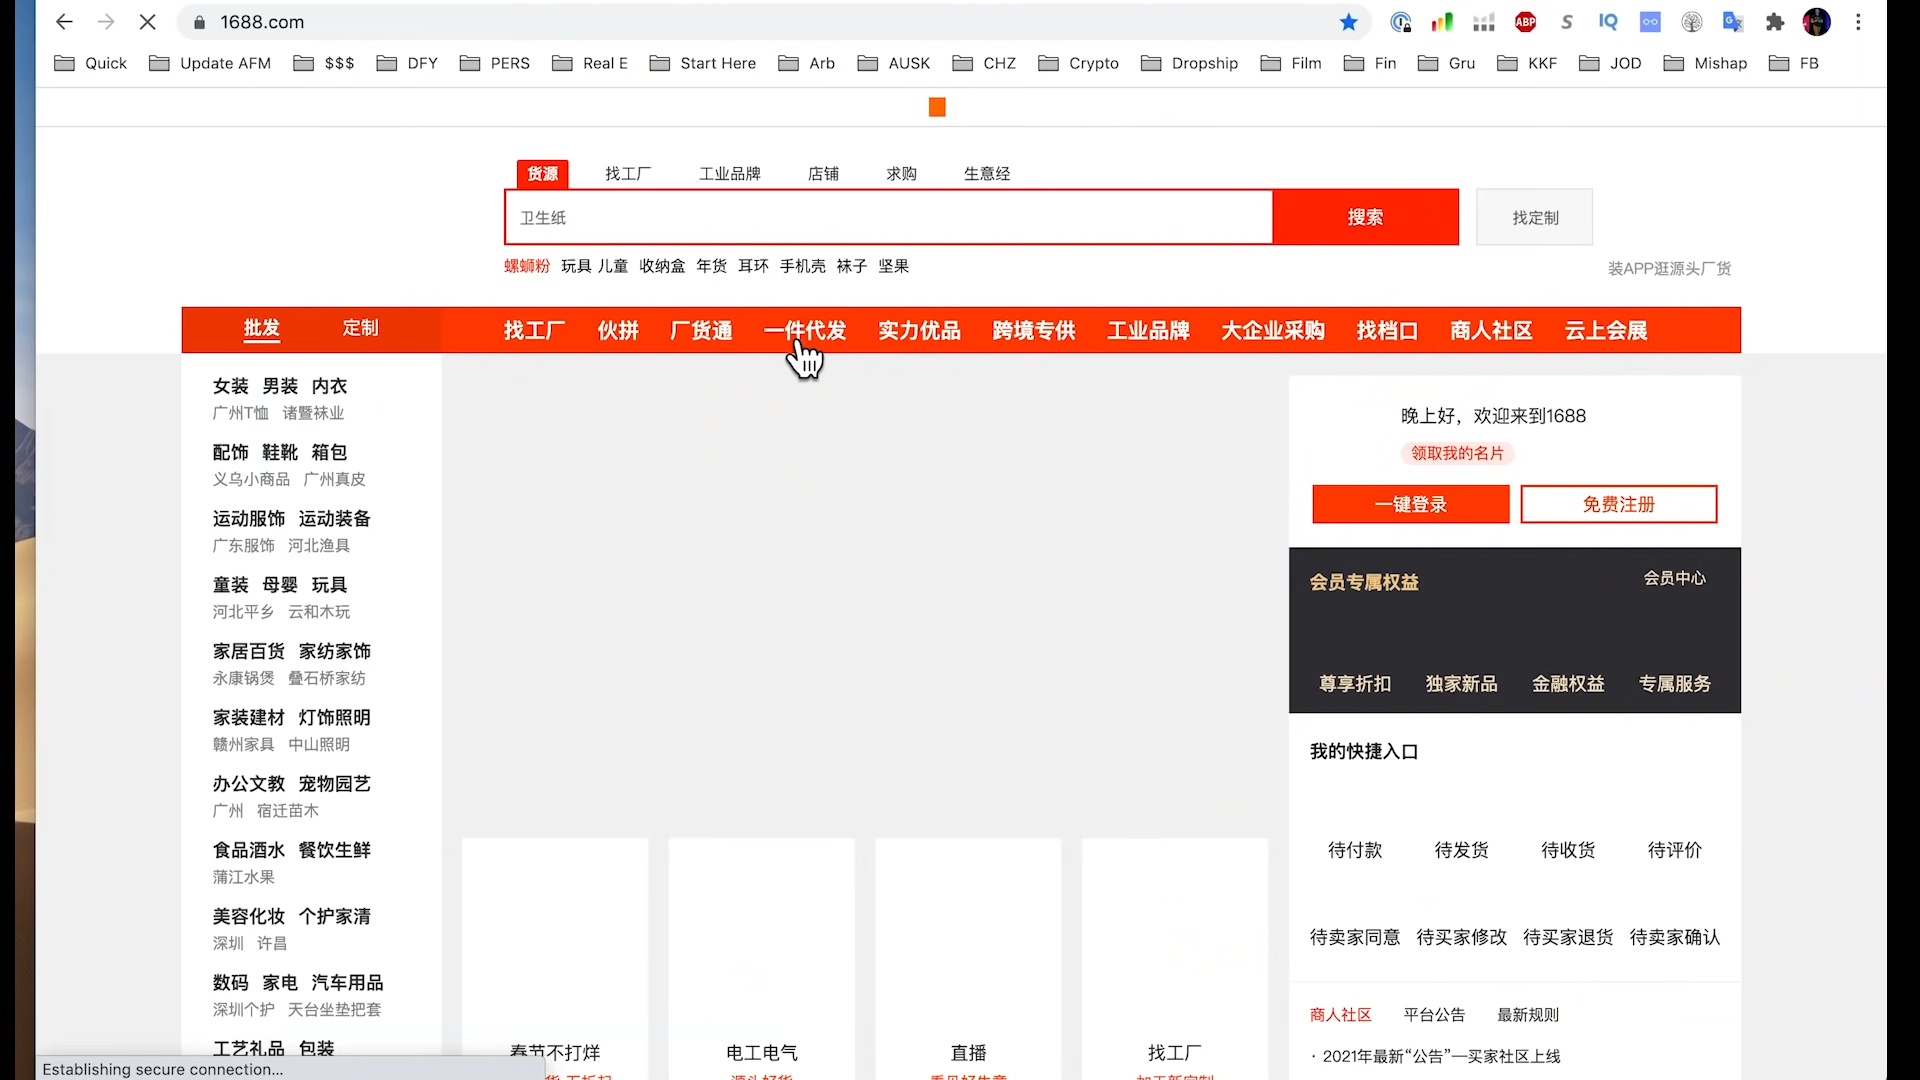 1688.com
ABP
S
IQ
Quick
Update AFM
$$$
DFY
PERS
Real E
Start Here
Arb
AUSK
CHZ
Crypto
Dropship
Film
Fin
Gru
KKF
JOD
Mishap
FB
货源 找工厂 工业品牌 店铺 求购 生意经
卫生纸
搜索
找定制
螺蛳粉 玩具 儿童 收纳盒 年货 耳环 手机壳 袜子 坚果
装APP逛源头厂货
批发 定制
找工厂 伙拼 厂货通 一件代发 实力优品 跨境专供 工业品牌 大企业采购 找档口 商人社区 云上会展
女装 男装 内衣
广州T恤 诸暨袜业
配饰 鞋靴 箱包
义乌小商品 广州真皮
运动服饰 运动装备
广东服饰 河北渔具
童装 母婴 玩具
河北平乡 云和木玩
家居百货 家纺家饰
永康锅煲 叠石桥家纺
家装建材 灯饰照明
赣州家具 中山照明
办公文教 宠物园艺
广州 宿迁苗木
食品酒水 餐饮生鲜
蒲江水果
美容化妆 个护家清
深圳 许昌
数码 家电 汽车用品
深圳个护 天台坐垫把套
工艺礼品 包装
春节不打烊
电工电气
直播
找工厂
晚上好，欢迎来到1688
领取我的名片
一键登录
免费注册
会员专属权益
会员中心
尊享折扣 独家新品 金融权益 专属服务
我的快捷入口
待付款 待发货 待收货 待评价
待卖家同意 待买家修改 待买家退货 待卖家确认
商人社区 平台公告 最新规则
· 2021年最新“公告”—买家社区上线
Establishing secure connection...